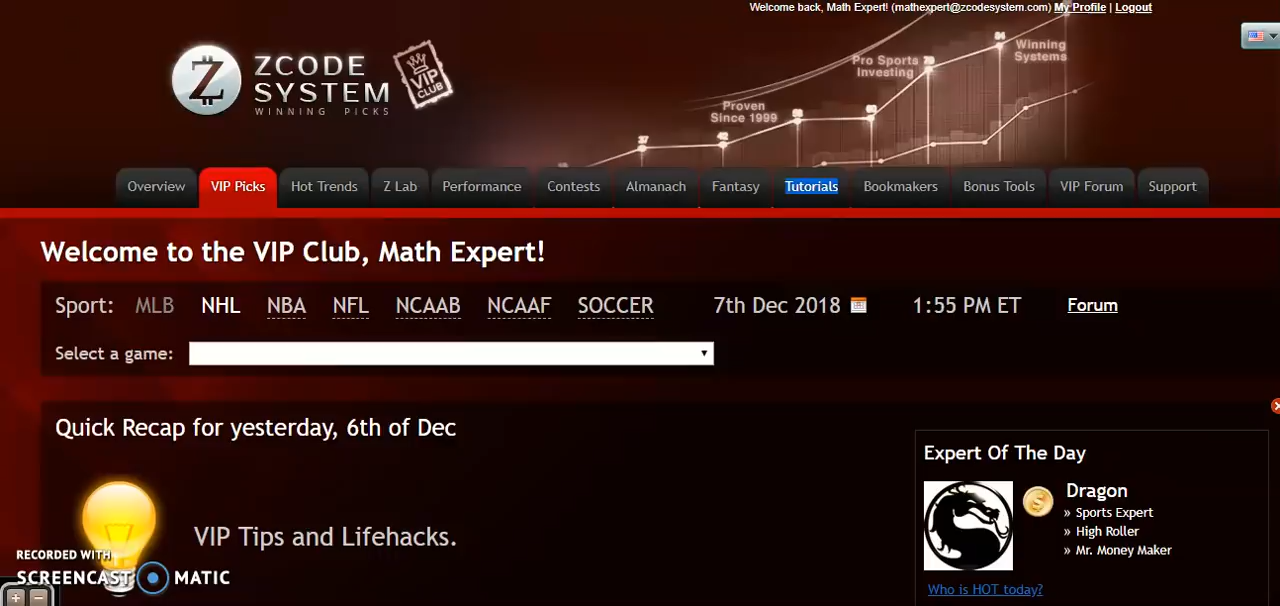 Welcome back, Math Expert! (mathexpert@zcodesystem.com) My Profile | Logout
ZCODE
SYSTEM
WINNING PICKS
VIP
CLUB
Proven
Since 1999
Pro Sports
Investing
Winning
Systems
37
42
79
84
Overview VIP Picks Hot Trends Z Lab Performance Contests Almanach Fantasy Tutorials Bookmakers Bonus Tools VIP Forum Support
Welcome to the VIP Club, Math Expert!
Sport: MLB NHL NBA NFL NCAAB NCAAF SOCCER 7th Dec 2018 1:55 PM ET Forum
Select a game:
Quick Recap for yesterday, 6th of Dec
VIP Tips and Lifehacks.
Expert Of The Day
Dragon
» Sports Expert
» High Roller
» Mr. Money Maker
Who is HOT today?
RECORDED WITH
SCREENCAST MATIC